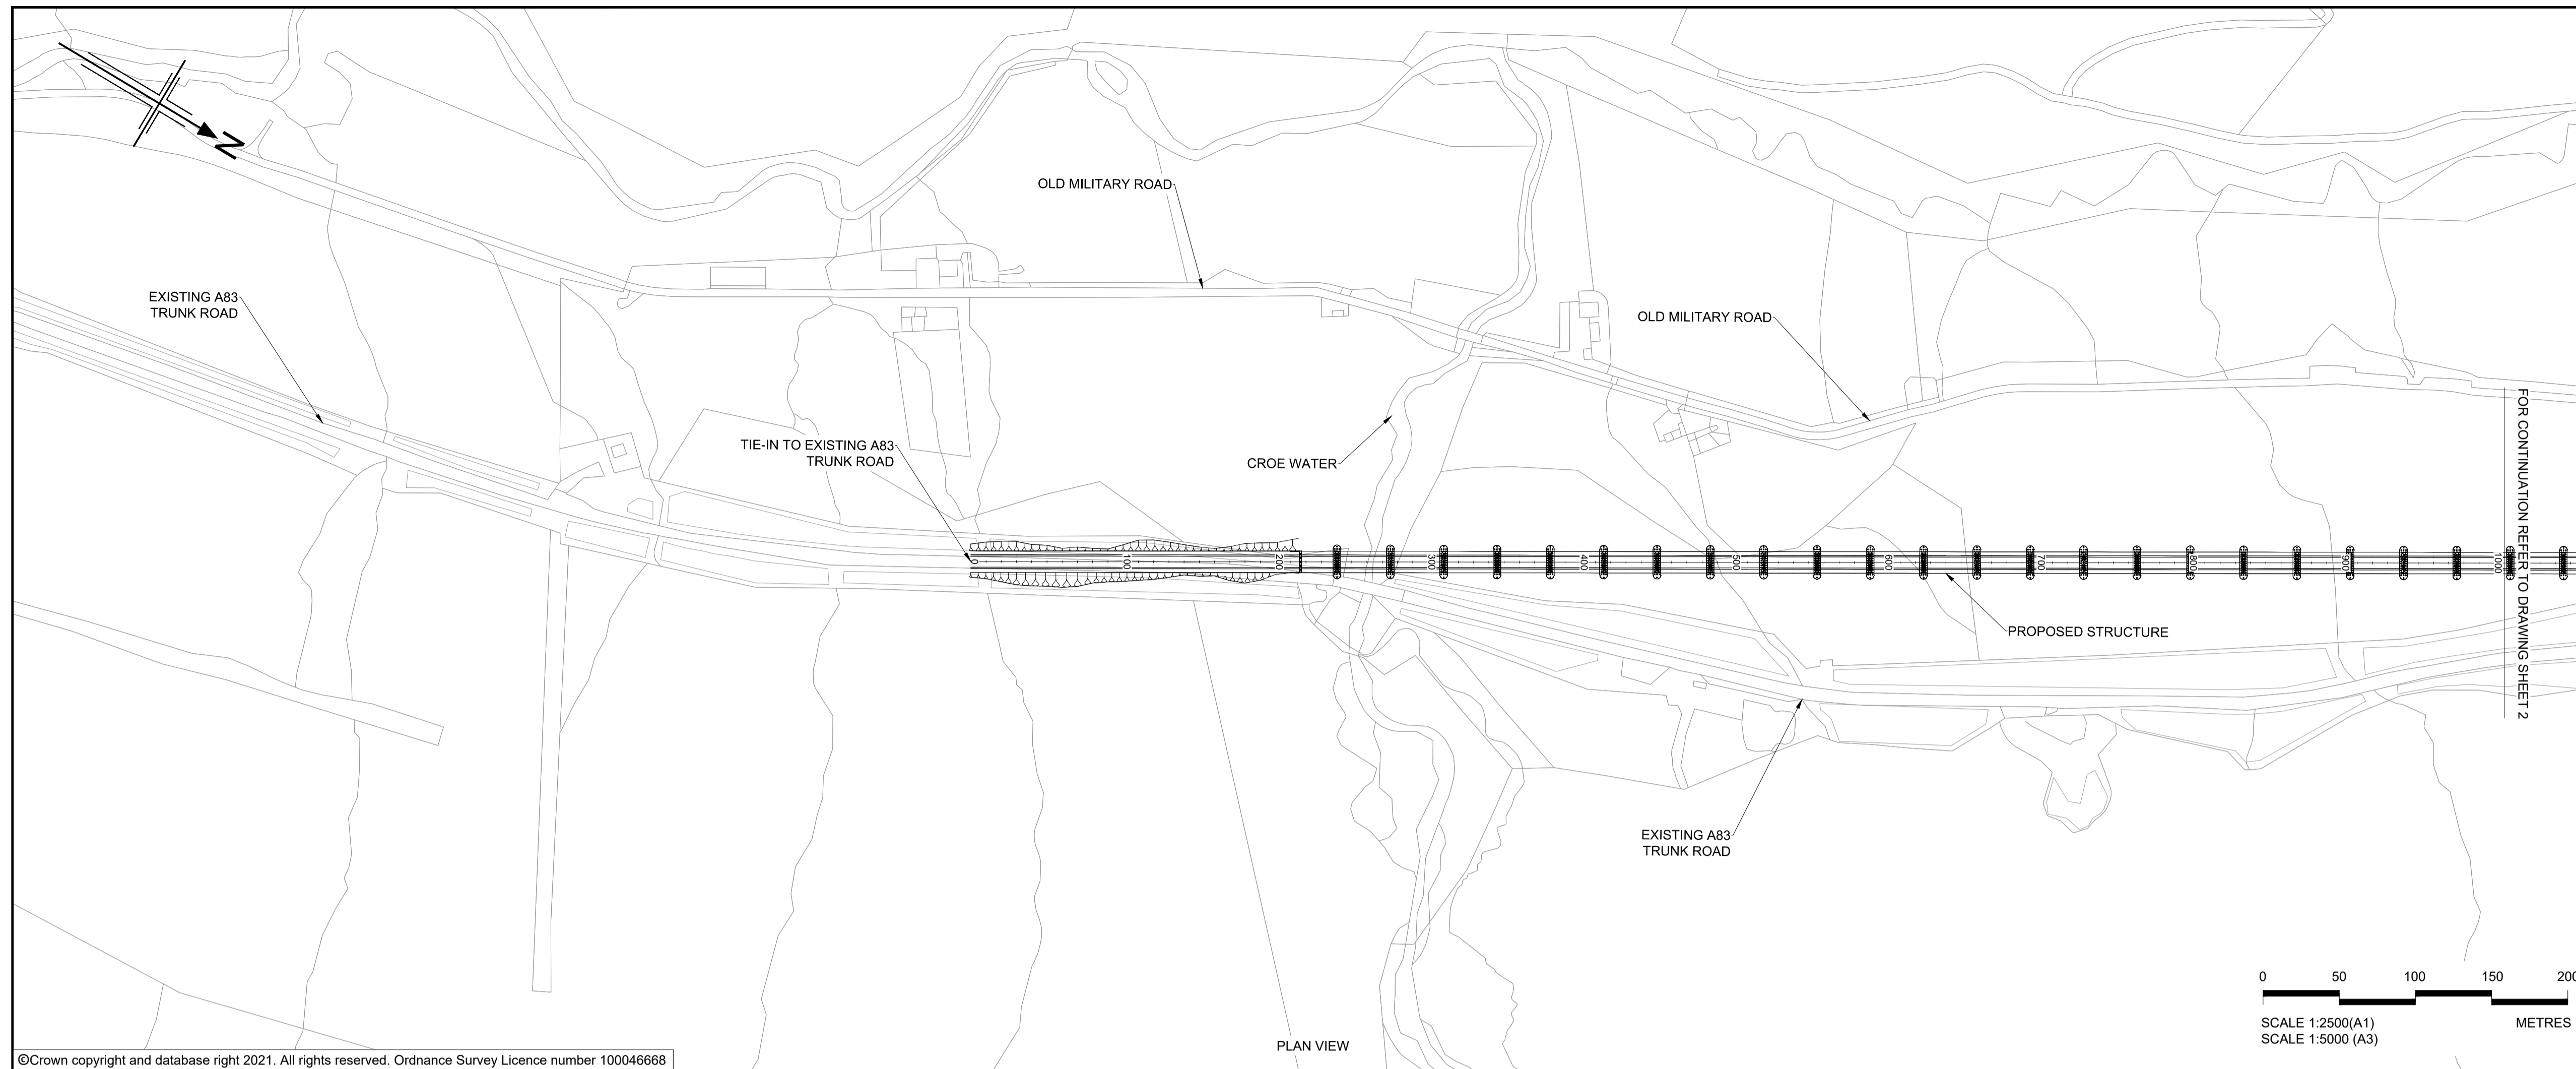 N
OLD MILITARY ROAD
EXISTING A83
TRUNK ROAD
OLD MILITARY ROAD
TIE-IN TO EXISTING A83
TRUNK ROAD
CROE WATER
FOR CONTINUATION REFER TO DRAWING SHEET 2
0
100
200
300
400
500
600
700
800
900
1000
PROPOSED STRUCTURE
EXISTING A83
TRUNK ROAD
0 50 100 150 200
SCALE 1:2500(A1) METRES
SCALE 1:5000 (A3)
PLAN VIEW
©Crown copyright and database right 2021. All rights reserved. Ordnance Survey Licence number 100046668